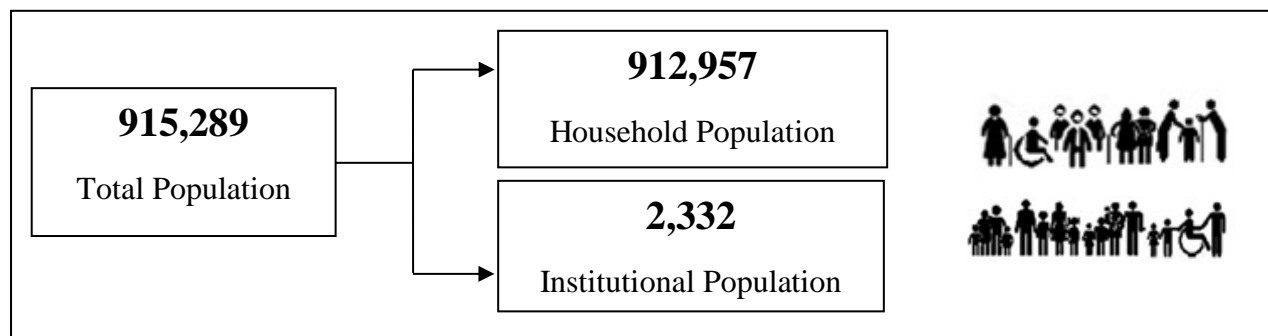 915,289
Total Population
912,957
Household Population
2,332
Institutional Population